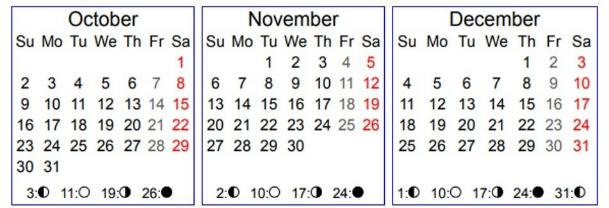 October
Su Mo Tu We Th Fr Sa
1
2 3 4 5 6 7 8
9 10 11 12 13 14 15
16 17 18 19 20 21 22
23 24 25 26 27 28 29
30 31
3:🌓 11:○ 19:🌗 26:●
November
Su Mo Tu We Th Fr Sa
1 2 3 4 5
6 7 8 9 10 11 12
13 14 15 16 17 18 19
20 21 22 23 24 25 26
27 28 29 30
2:🌓 10:○ 17:🌗 24:●
December
Su Mo Tu We Th Fr Sa
1 2 3
4 5 6 7 8 9 10
11 12 13 14 15 16 17
18 19 20 21 22 23 24
25 26 27 28 29 30 31
1:🌓 10:○ 17:🌗 24:● 31:🌓